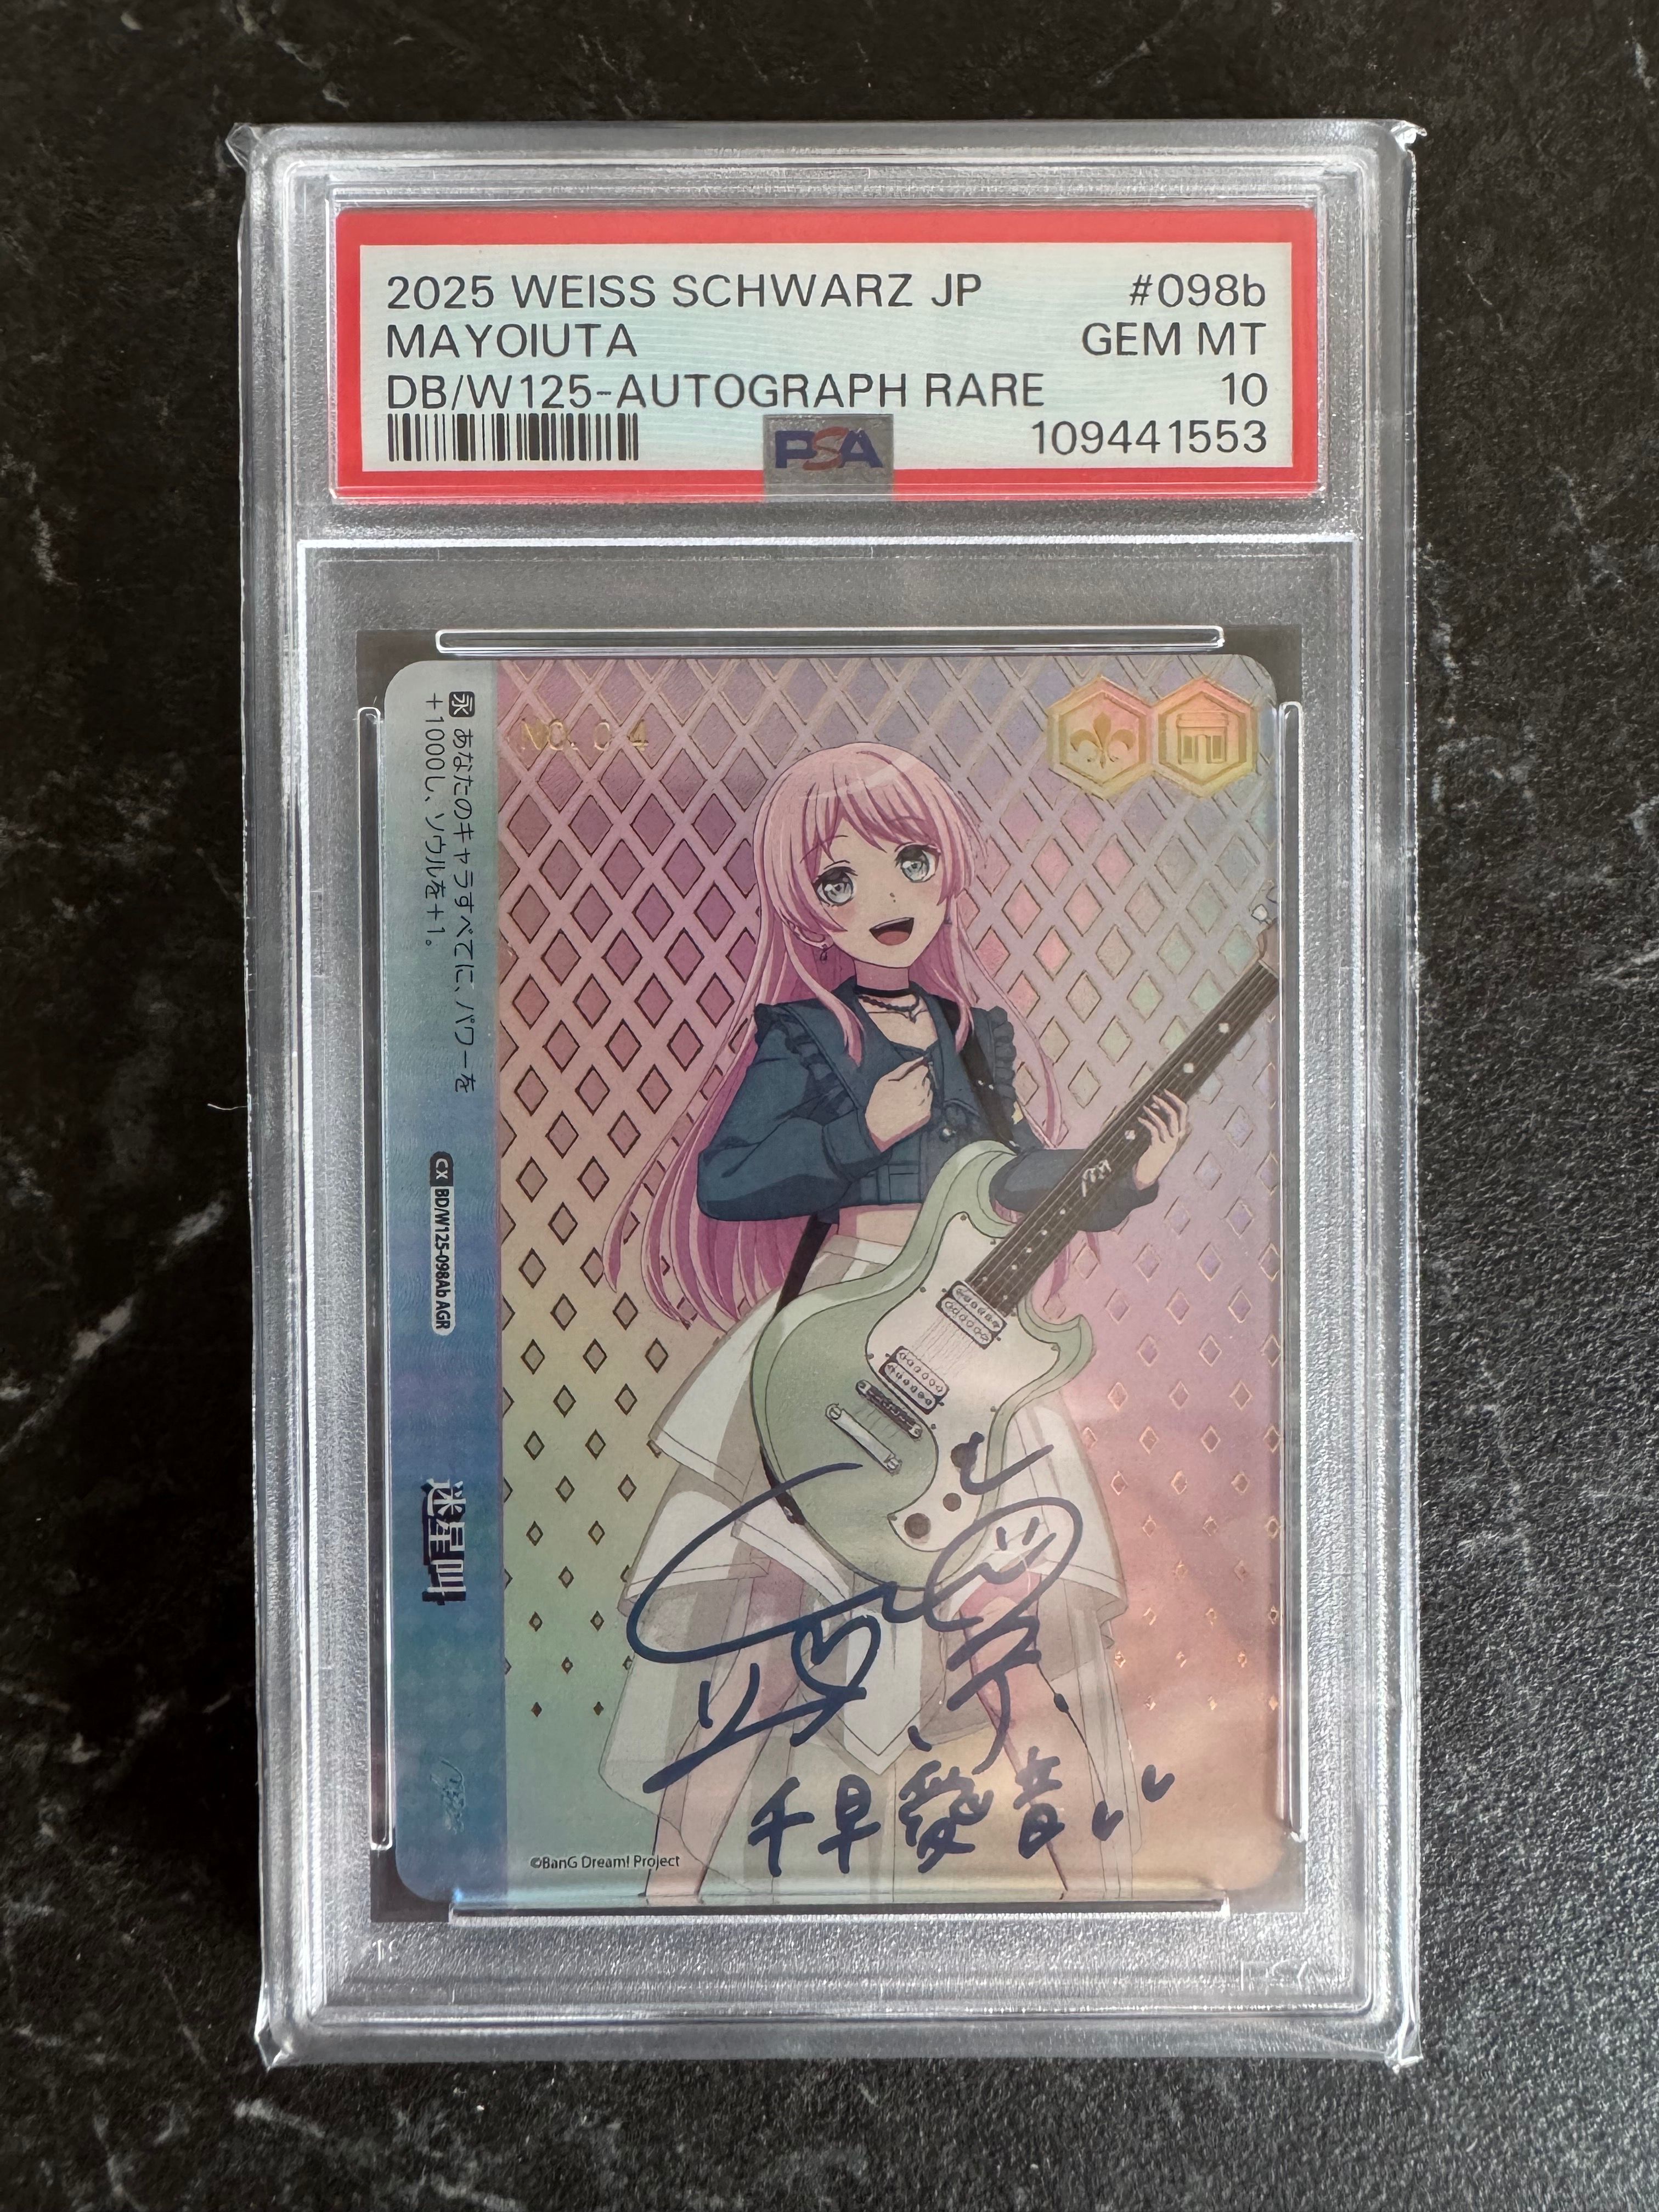 2025 WEISS SCHWARZ JP #098b
MAYOIUTA GEM MT
DB/W125-AUTOGRAPH RARE 10
PSA 109441553
NO. 04
永 あなたのキャラすべてに、パワーを
+1000し、ソウルを+1。
CX BD/W125-098Ab AGR
迷星叫
千早愛音
©BanG Dream! Project